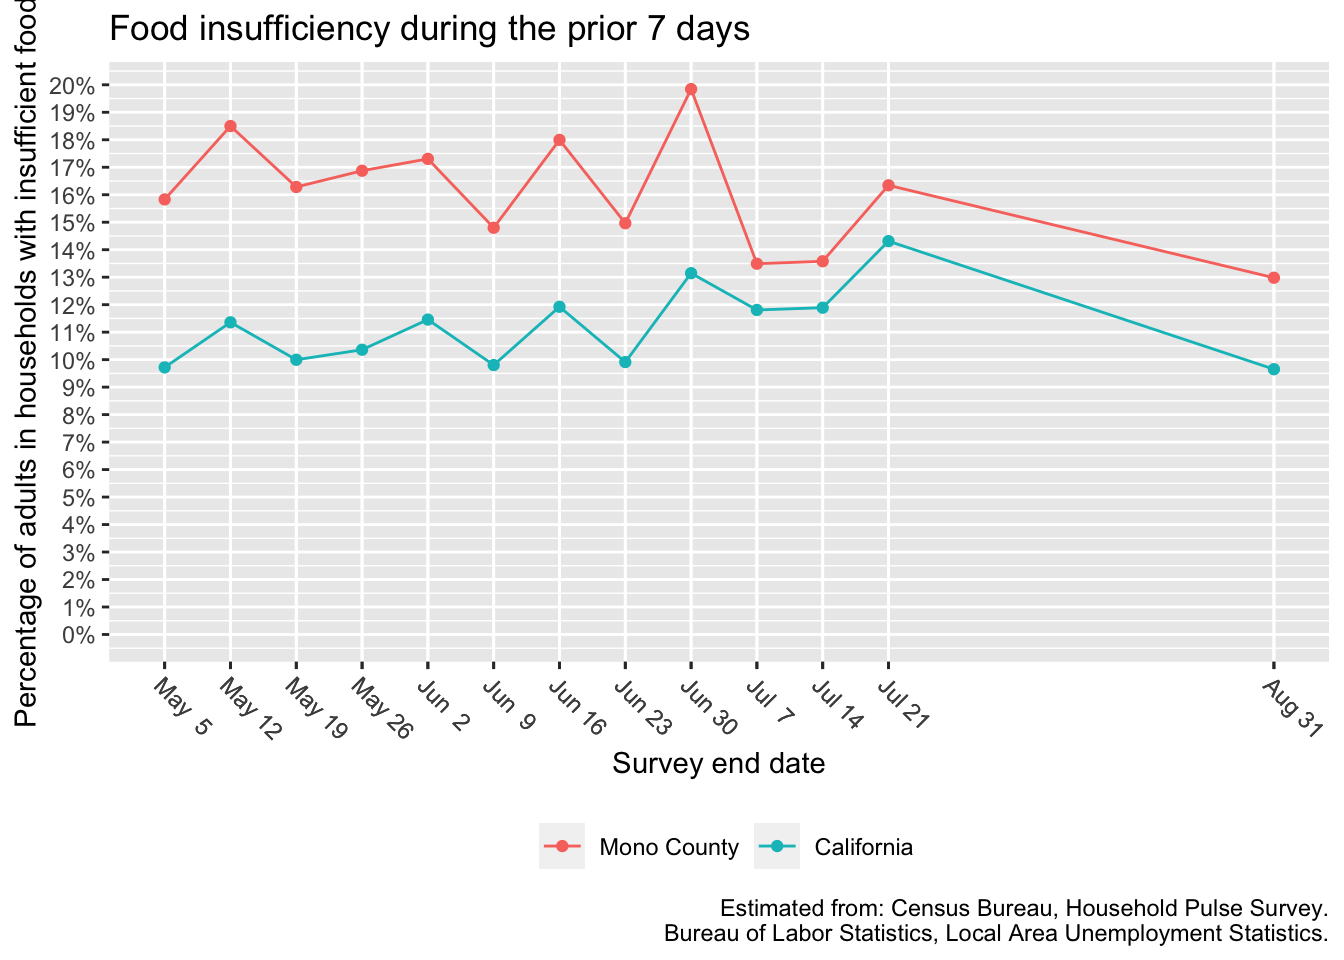 Food insufficiency during the prior 7 days
Percentage of adults in households with insufficient food
20%
19%
18%
17%
16%
15%
14%
13%
12%
11%
10%
9%
8%
7%
6%
5%
4%
3%
2%
1%
0%
May 5
May 12
May 19
May 26
Jun 2
Jun 9
Jun 16
Jun 23
Jun 30
Jul 7
Jul 14
Jul 21
Aug 31
Survey end date
Mono County
California
Estimated from: Census Bureau, Household Pulse Survey.
Bureau of Labor Statistics, Local Area Unemployment Statistics.